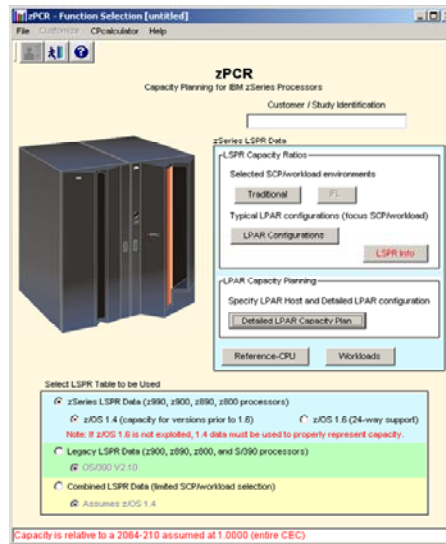 zPCR - Function Selection [untitled]
File Customize CPcalculator Help
zPCR
Capacity Planning for IBM zSeries Processors
Customer / Study Identification
zSeries LSPR Data
LSPR Capacity Ratios
Selected SCP/workload environments
Traditional IFL
Typical LPAR configurations (focus SCP/workload)
LPAR Configurations
LSPR Info
LPAR Capacity Planning
Specify LPAR Host and Detailed LPAR configuration
Detailed LPAR Capacity Plan
Reference-CPU Workloads
Select LSPR Table to be Used
zSeries LSPR Data (z990, z900, z890, z800 processors)
z/OS 1.4 (capacity for versions prior to 1.6) z/OS 1.6 (24-way support)
Note: If z/OS 1.6 is not exploited, 1.4 data must be used to properly represent capacity.
Legacy LSPR Data (z900, z890, z800, and S/390 processors)
OS/390 V2.10
Combined LSPR Data (limited SCP/workload selection)
Assumes z/OS 1.4
Capacity is relative to a 2064-210 assumed at 1.0000 (entire CEC)